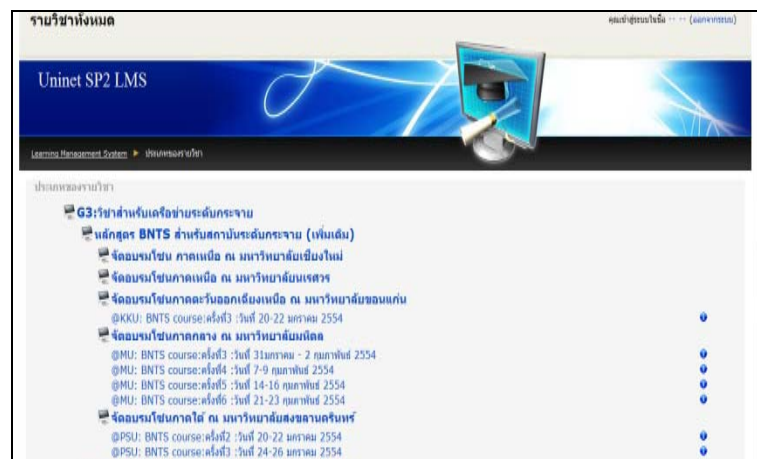 รายวิชาทั้งหมด
คุณเข้าสู่ระบบในชื่อ -- -- (ออกจากระบบ)
Uninet SP2 LMS
Learning Management System ► ประเภทของรายวิชา
ประเภทของรายวิชา
G3:วิชาสำหรับเครือข่ายระดับกระจาย
หลักสูตร BNTS สำหรับสถาบันระดับกระจาย (เพิ่มเติม)
จัดอบรมโซน ภาคเหนือ ณ มหาวิทยาลัยเชียงใหม่
จัดอบรมโซนภาคเหนือ ณ มหาวิทยาลัยนเรศวร
จัดอบรมโซนภาคตะวันออกเฉียงเหนือ ณ มหาวิทยาลัยขอนแก่น
@KKU: BNTS course:ครั้งที่3 :วันที่ 20-22 มกราคม 2554
จัดอบรมโซนภาคกลาง ณ มหาวิทยาลัยมหิดล
@MU: BNTS course:ครั้งที่3 :วันที่ 31มกราคม - 2 กุมภาพันธ์ 2554
@MU: BNTS course:ครั้งที่4 :วันที่ 7-9 กุมภาพันธ์ 2554
@MU: BNTS course:ครั้งที่5 :วันที่ 14-16 กุมภาพันธ์ 2554
@MU: BNTS course:ครั้งที่6 :วันที่ 21-23 กุมภาพันธ์ 2554
จัดอบรมโซนภาคใต้ ณ มหาวิทยาลัยสงขลานครินทร์
@PSU: BNTS course:ครั้งที่2 :วันที่ 20-22 มกราคม 2554
@PSU: BNTS course:ครั้งที่3 :วันที่ 24-26 มกราคม 2554